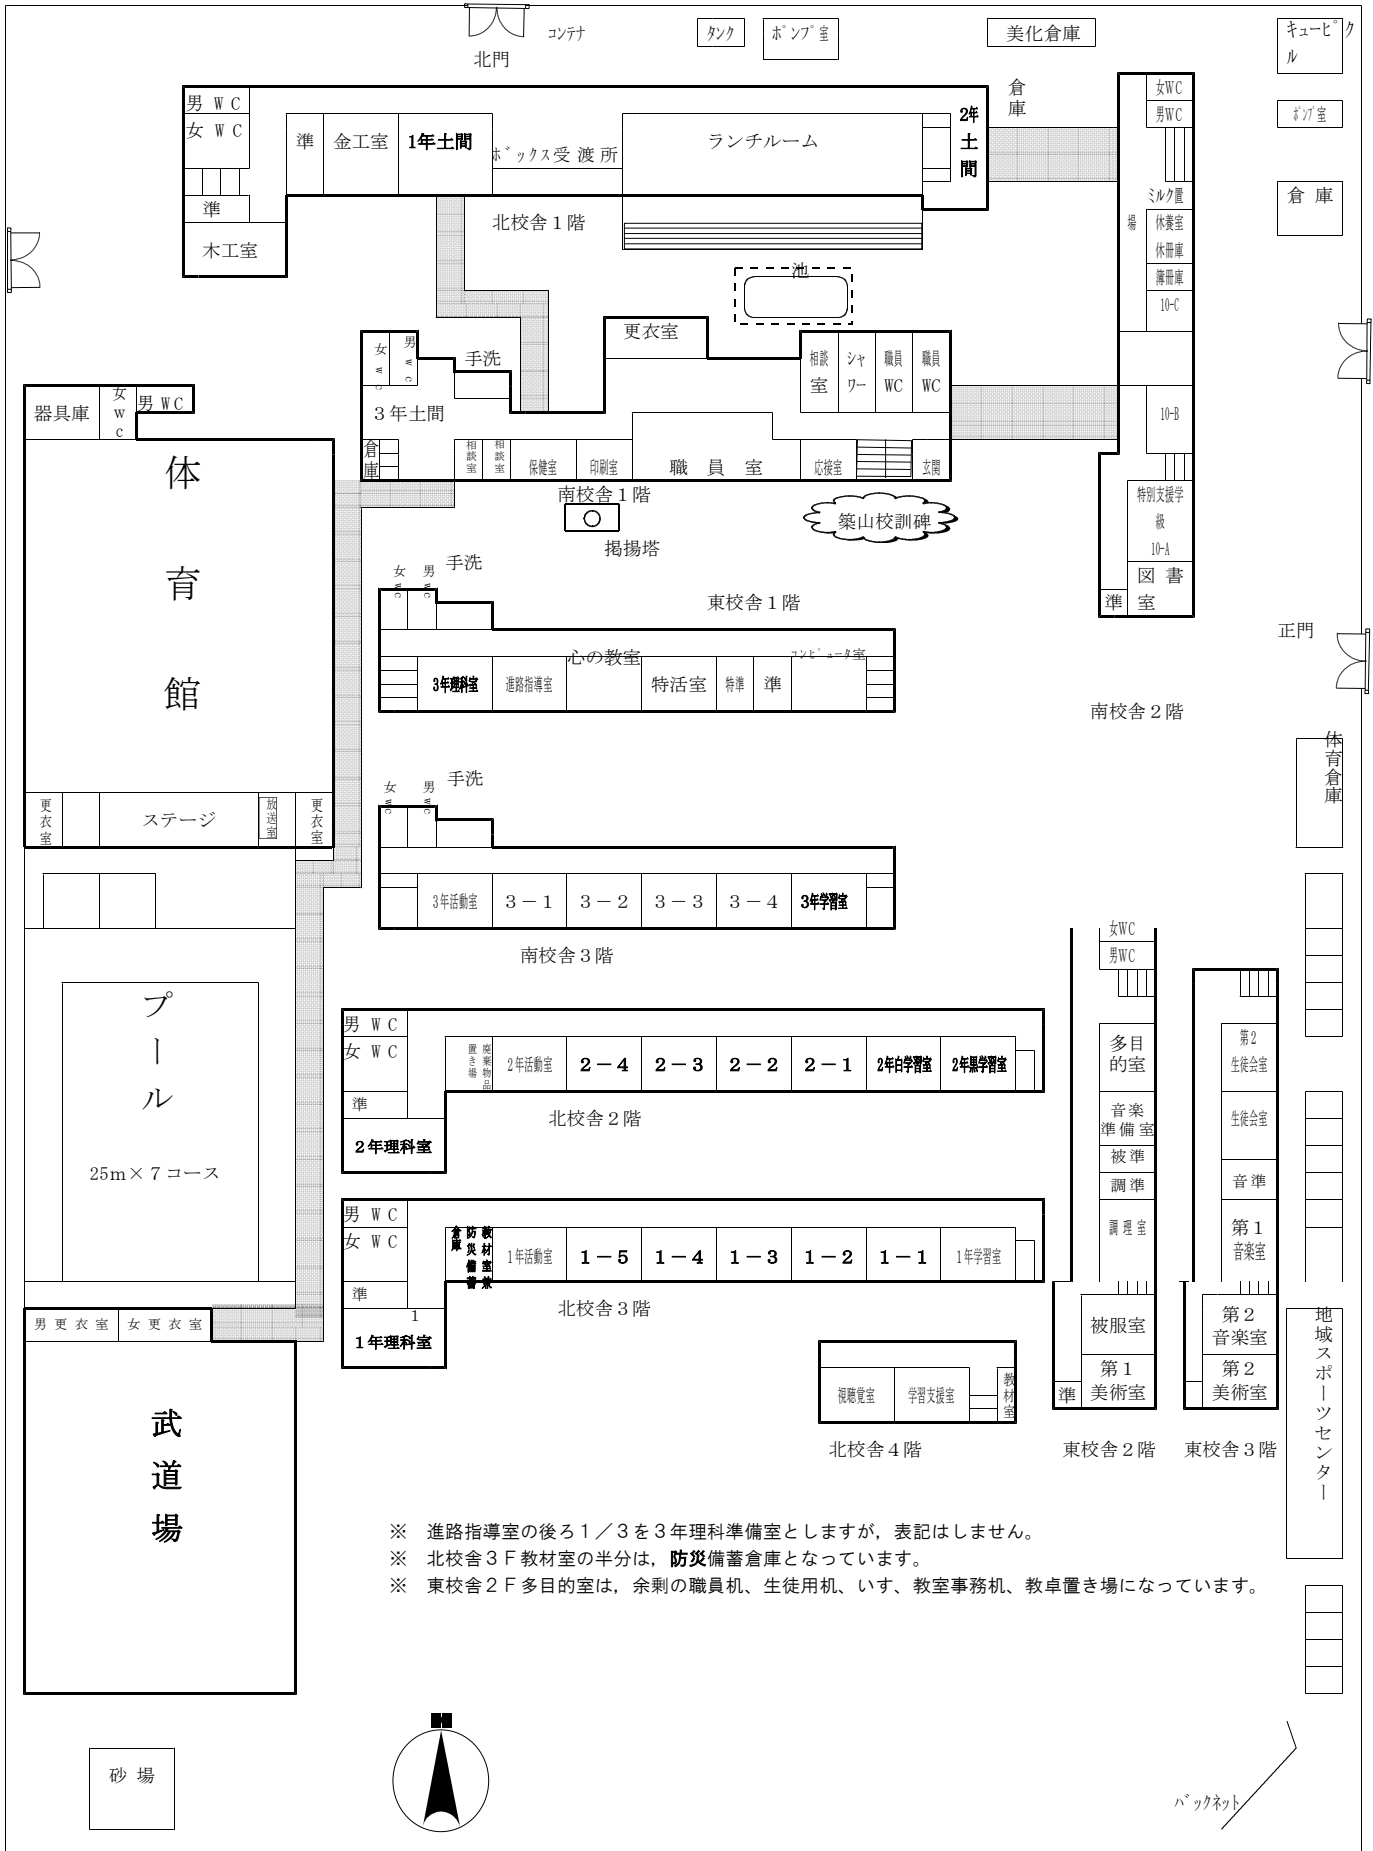 コンテナ
タンク
ポンプ室
美化倉庫
キュービクル
北門
倉庫
男 WC
女 WC
準
金工室
1年土間
ボックス受渡所
ランチルーム
2年土間
女WC
男WC
ポンプ室
準
木工室
北校舎1階
ミルク置場
休養室
休冊庫
簿冊庫
10-C
倉庫
池
更衣室
女wc
男wc
手洗
相談室
シャワー
職員WC
職員WC
3年土間
倉庫
相談室
相談室
保健室
印刷室
職員室
応接室
玄関
10-B
器具庫
女wc
男WC
体育館
南校舎1階
掲揚塔
築山校訓碑
特別支援学級
10-A
図書室
準
女wc
男wc
手洗
東校舎1階
正門
心の教室
コンピュータ室
3年理科室
進路指導室
特活室
特準
準
南校舎2階
体育倉庫
更衣室
ステージ
放送室
更衣室
女wc
男wc
手洗
3年活動室
3-1
3-2
3-3
3-4
3年学習室
南校舎3階
女WC
男WC
プール
25m×7コース
男 WC
女 WC
準
2年理科室
廃棄物品置き場
2年活動室
2-4
2-3
2-2
2-1
2年白学習室
2年黒学習室
北校舎2階
多目的室
音楽準備室
被準
調準
調理室
第2生徒会室
生徒会室
音準
第1音楽室
男 WC
女 WC
準
1
1年理科室
教材室兼防災備蓄倉庫
1年活動室
1-5
1-4
1-3
1-2
1-1
1年学習室
北校舎3階
男更衣室
女更衣室
被服室
第1美術室
準
第2音楽室
第2美術室
地域スポーツセンター
視聴覚室
学習支援室
教材室
北校舎4階
東校舎2階
東校舎3階
武道場
※ 進路指導室の後ろ1/3を3年理科準備室としますが,表記はしません。
※ 北校舎3F教材室の半分は,防災備蓄倉庫となっています。
※ 東校舎2F多目的室は,余剰の職員机、生徒用机、いす、教室事務机、教卓置き場になっています。
砂場
バックネット